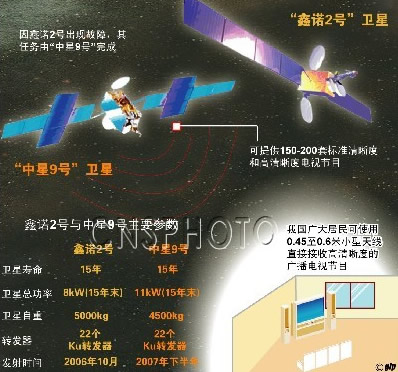 因鑫诺2号出现故障，其
任务由“中星9号”完成
“鑫诺2号”卫星
“中星9号”卫星
可提供150-200套标准清晰度
和高清晰度电视节目
鑫诺2号与中星9号主要参数
CNSPHOTO
鑫诺2号 中星9号
卫星寿命 15年 15年
卫星总功率 8kW(15年末) 11kW(15年末)
卫星自重 5000kg 4500kg
转发器 22个 22个
Ku转发器 Ku转发器
发射时间 2006年10月 2007年下半年
我国广大居民可使用
0.45至0.6米小型天线
直接接收高清晰度的
广播电视节目